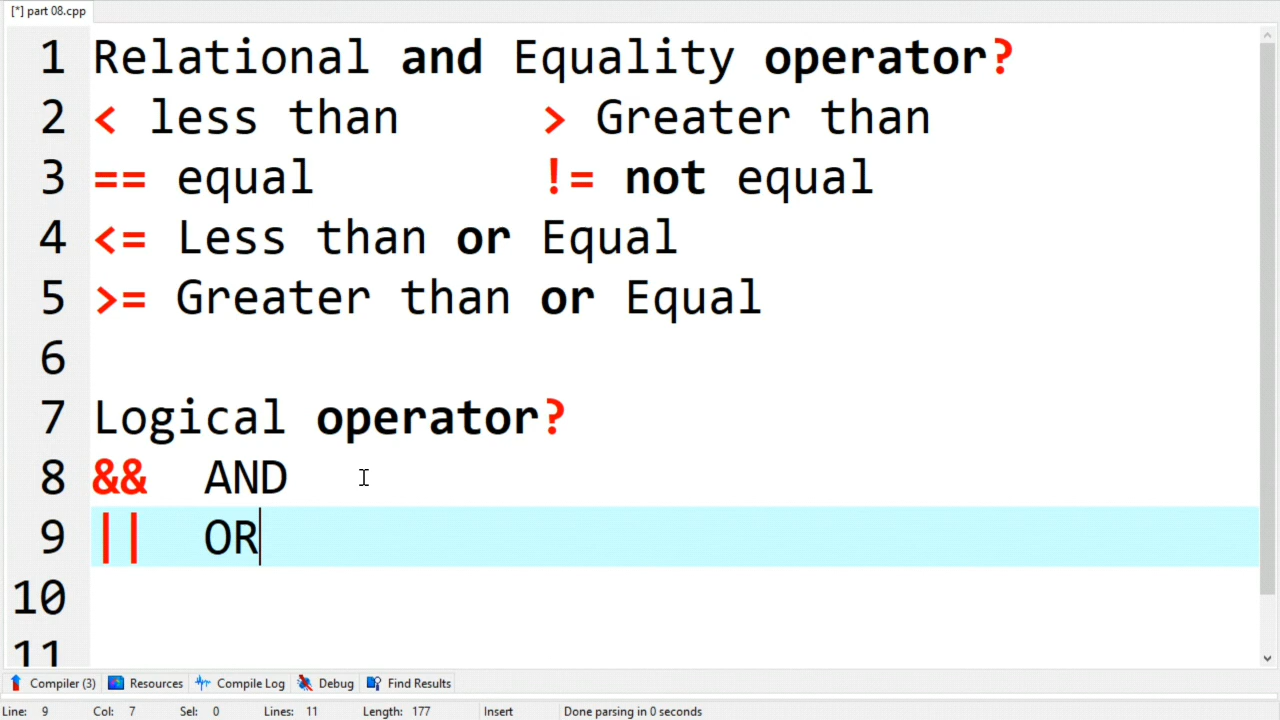 [*] part 08.cpp
1 Relational and Equality operator?
2 < less than > Greater than
3 == equal != not equal
4 <= Less than or Equal
5 >= Greater than or Equal
6
7 Logical operator?
8 && AND
9 || OR
10
11
Compiler (3) Resources Compile Log Debug Find Results
Line: 9 Col: 7 Sel: 0 Lines: 11 Length: 177 Insert Done parsing in 0 seconds